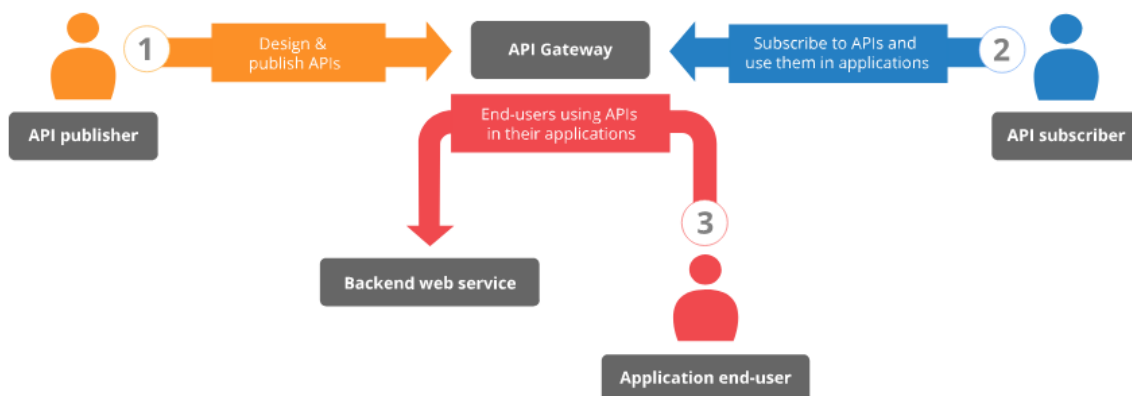 1
Design &
publish APIs
API Gateway
Subscribe to APIs and
use them in applications
2
API publisher
End-users using APIs
in their applications
API subscriber
3
Backend web service
Application end-user